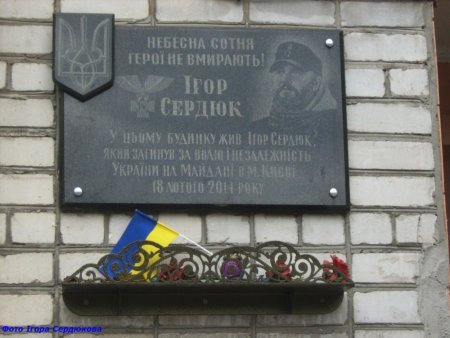 НЕБЕСНА СОТНЯ
ГЕРОЇ НЕ ВМИРАЮТЬ!
ІГОР
СЕРДЮК
У ЦЬОМУ БУДИНКУ ЖИВ ІГОР СЕРДЮК,
ЯКИЙ ЗАГИНУВ ЗА ВОЛЮ І НЕЗАЛЕЖНІСТЬ
УКРАЇНИ НА МАЙДАНІ В М. КИЄВІ
18 ЛЮТОГО 2014 РОКУ
Фото Ігора Сердюкова